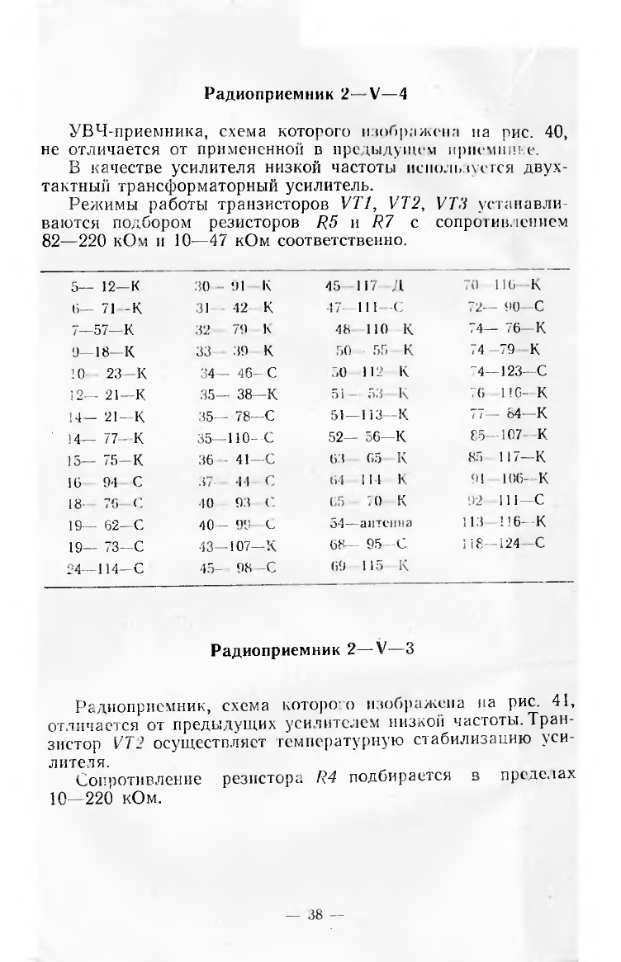 Радиоприемник 2—V—4
УВЧ-приемника, схема которого изображена на рис. 40,
не отличается от примененной в предыдущем приемнике.
В качестве усилителя низкой частоты используется двух-
тактный трансформаторный усилитель.
Режимы работы транзисторов VT1, VT2, VT3 устанавли-
ваются подбором резисторов R5 и R7 с сопротивлением
82—220 кОм и 10—47 кОм соответственно.
5— 12—К 30— 91—К 45—117—Д 70—116—К
6— 71—К 31— 42—К 47—111—С 72— 90—С
7—57—К 32— 79—К 48—110—К 74— 76—К
9—18—К 33— 39—К 50— 55—К 74—79—К
10— 23—К 34— 46—С 50—112—К 74—123—С
12— 21—К 35— 38—К 51— 53—К 76—116—К
14— 21—К 35— 78—С 51—113—К 77— 84—К
14— 77—К 35—110—С 52— 56—К 85—107—К
15— 75—К 36— 41—С 63— 65—К 85—117—К
16— 94—С 37— 44—С 64—114—К 91—106—К
18— 76—С 40— 93—С 65— 70—К 92—111—С
19— 62—С 40— 99—С 54—антенна 113—116—К
19— 73—С 43—107—К 68— 95—С 118—124—С
24—114—С 45— 98—С 69—115—К
Радиоприемник 2—V—3
Радиоприемник, схема которого изображена на рис. 41,
отличается от предыдущих усилителем низкой частоты. Тран-
зистор VT2 осуществляет температурную стабилизацию уси-
лителя.
Сопротивление резистора R4 подбирается в пределах
10—220 кОм.
— 38 —